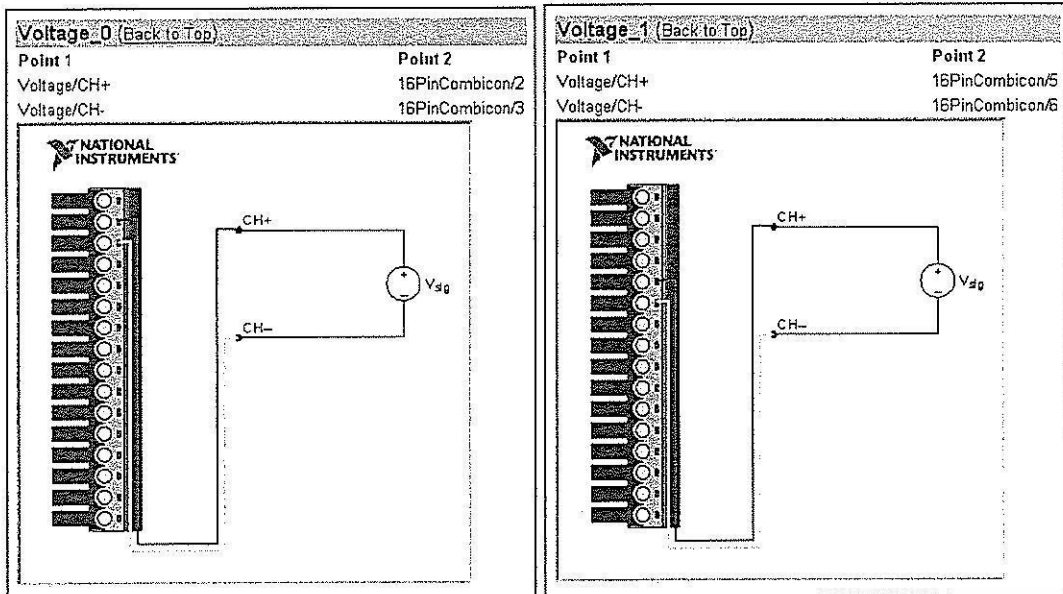 Voltage_0 (Back to Top)
Point 1 Point 2
Voltage/CH+ 16PinCombicon/2
Voltage/CH- 16PinCombicon/3
NATIONAL
INSTRUMENTS
CH+
+
Vsig
−
CH−
Voltage_1 (Back to Top)
Point 1 Point 2
Voltage/CH+ 16PinCombicon/5
Voltage/CH- 16PinCombicon/6
NATIONAL
INSTRUMENTS
CH+
+
Vsig
−
CH−